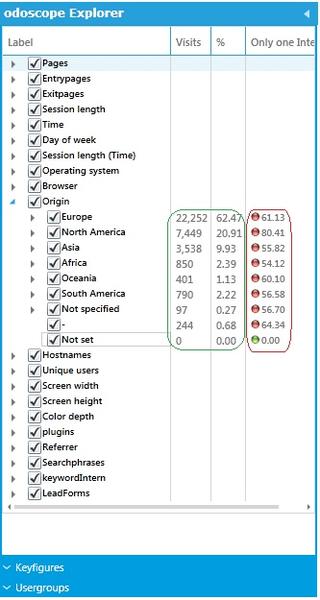 odoscope Explorer
Label Visits % Only one Inte
Pages
Entrypages
Exitpages
Session length
Time
Day of week
Session length (Time)
Operating system
Browser
Origin
Europe 22,252 62.47 61.13
North America 7,449 20.91 80.41
Asia 3,538 9.93 55.82
Africa 850 2.39 54.12
Oceania 401 1.13 60.10
South America 790 2.22 56.58
Not specified 97 0.27 56.70
- 244 0.68 64.34
Not set 0 0.00 0.00
Hostnames
Unique users
Screen width
Screen height
Color depth
plugins
Referrer
Searchphrases
keywordIntern
LeadForms
Keyfigures
Usergroups